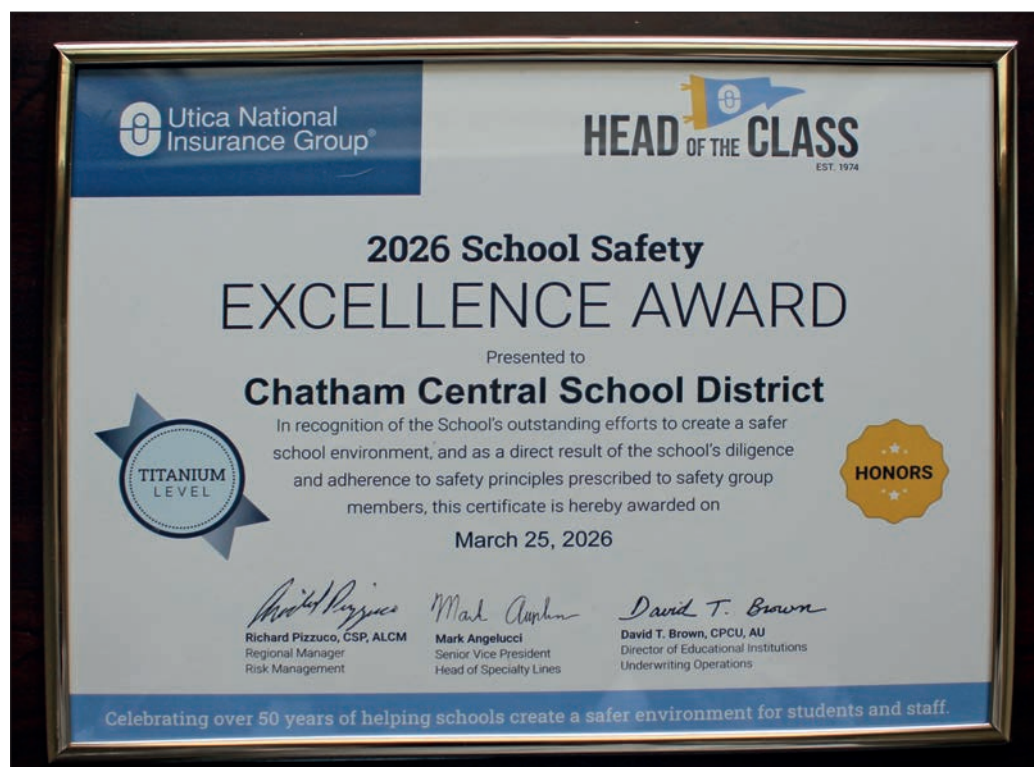 Utica National
Insurance Group®
HEAD OF THE CLASS
EST. 1974
2026 School Safety
EXCELLENCE AWARD
Presented to
Chatham Central School District
In recognition of the School's outstanding efforts to create a safer
school environment, and as a direct result of the school's diligence
and adherence to safety principles prescribed to safety group
members, this certificate is hereby awarded on
March 25, 2026
TITANIUM
LEVEL
HONORS
Richard Pizzuco, CSP, ALCM
Regional Manager
Risk Management
Mark Angelucci
Senior Vice President
Head of Specialty Lines
David T. Brown
David T. Brown, CPCU, AU
Director of Educational Institutions
Underwriting Operations
Celebrating over 50 years of helping schools create a safer environment for students and staff.